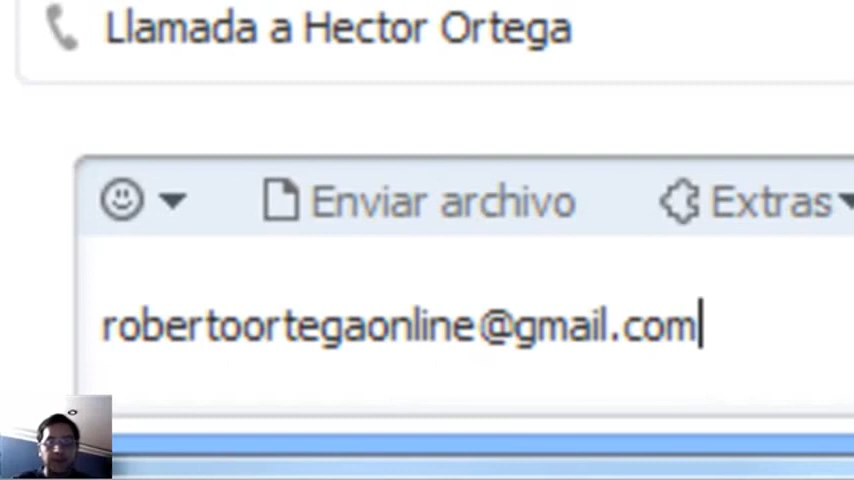 Llamada a Hector Ortega
Enviar archivo Extras
robertoortegaonline@gmail.com